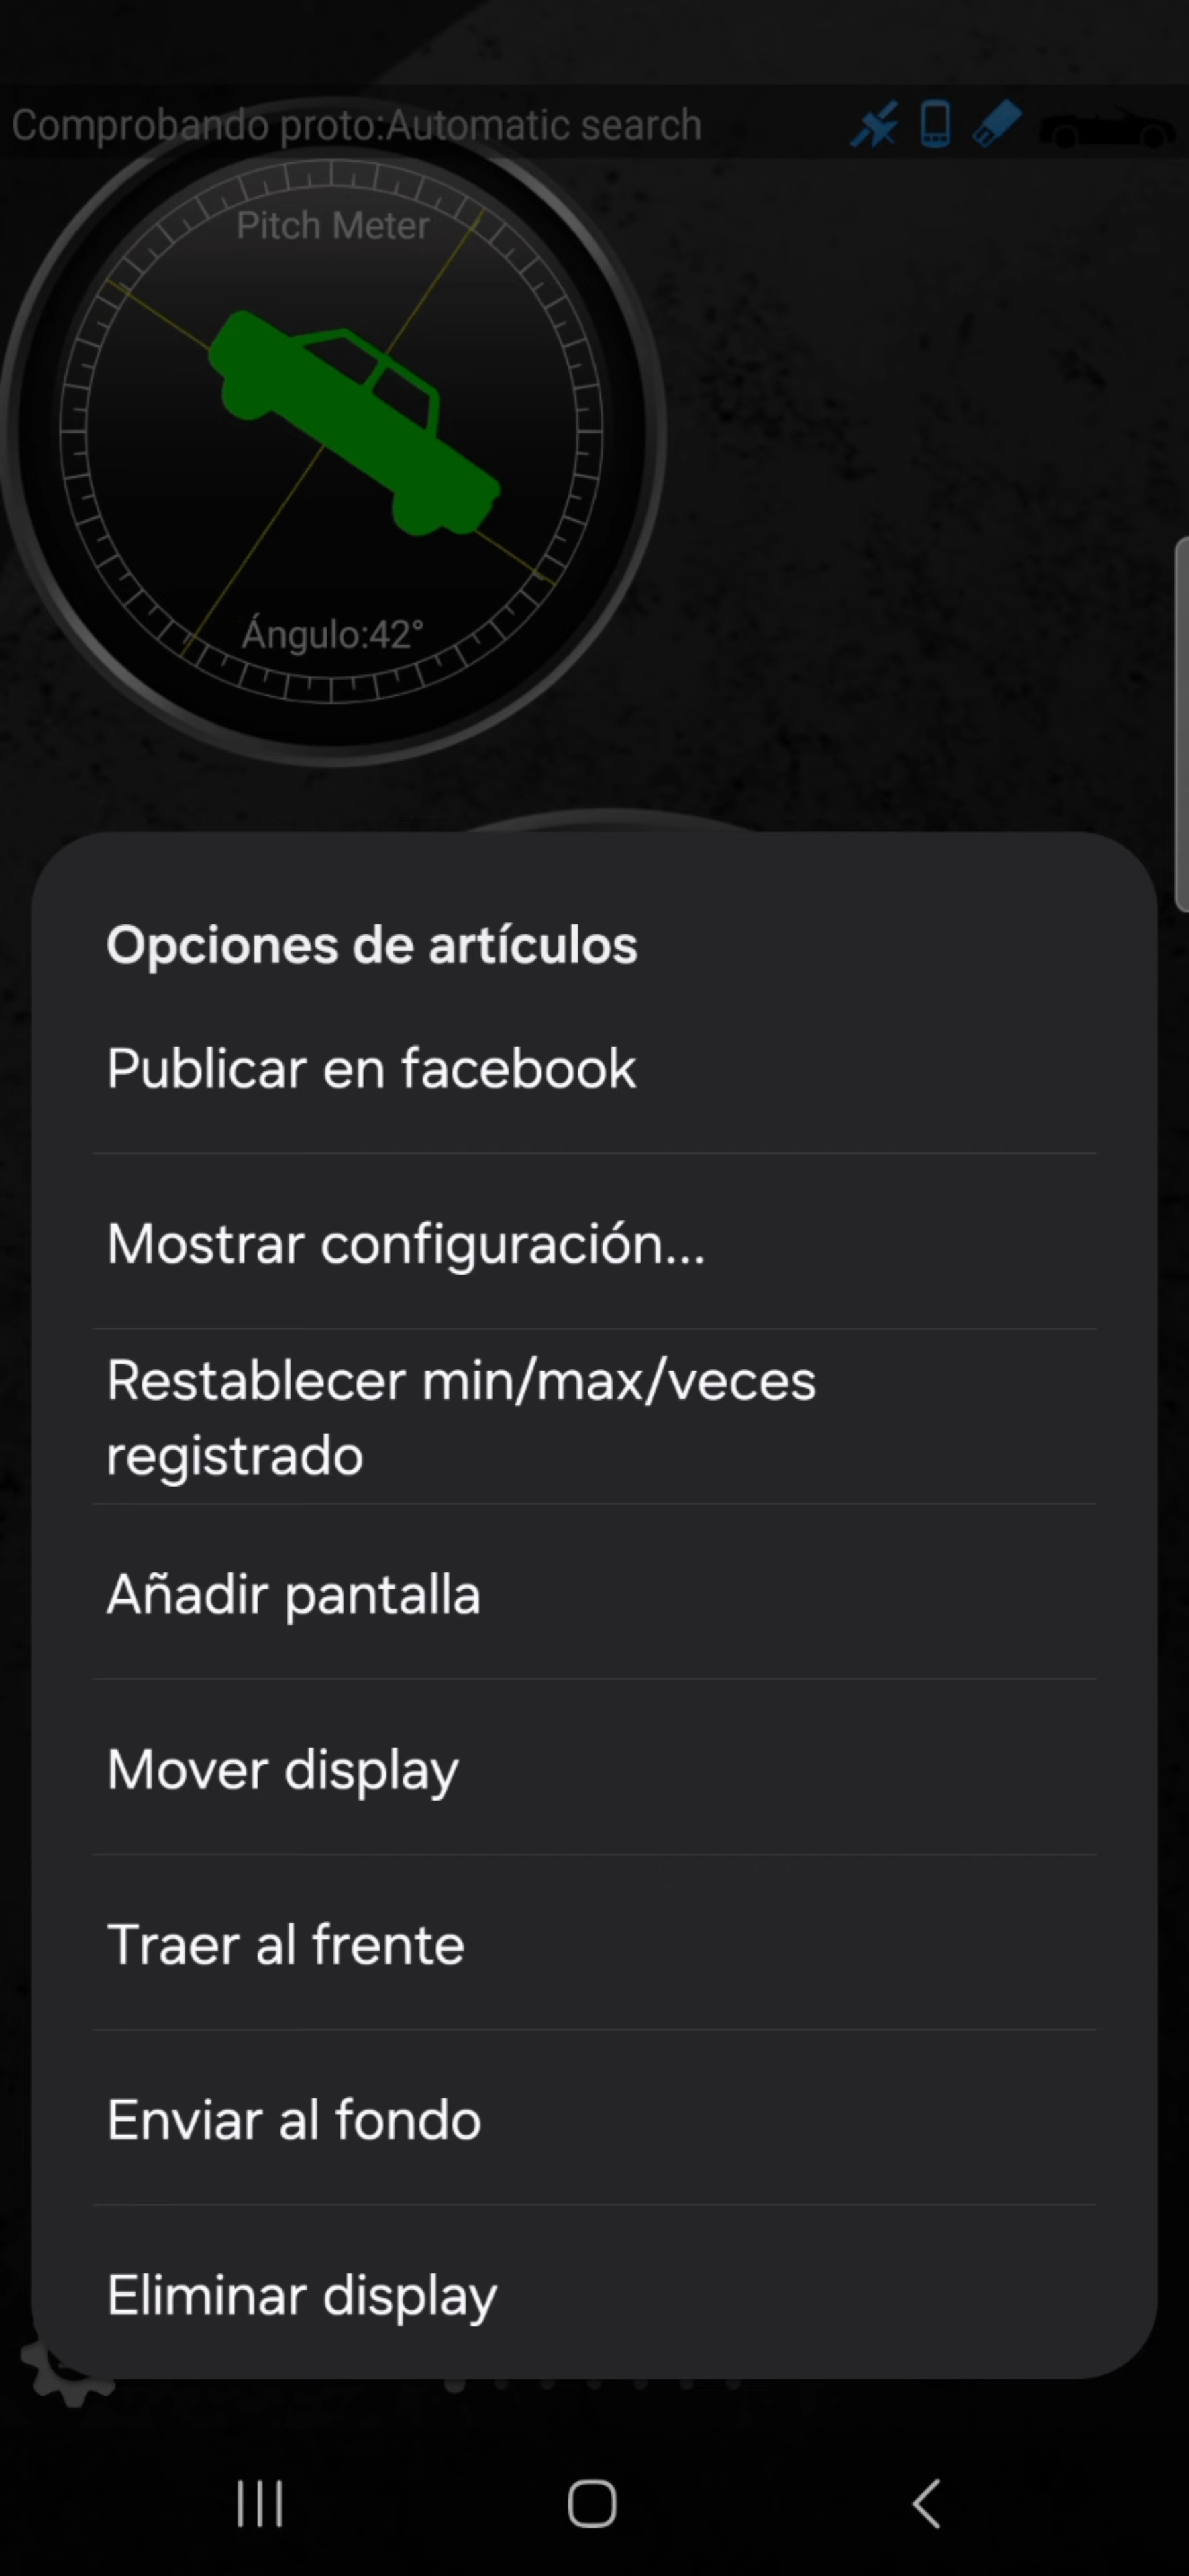 Comprobando proto:Automatic search
Pitch Meter
Ángulo:42°
Opciones de artículos
Publicar en facebook
Mostrar configuración...
Restablecer min/max/veces
registrado
Añadir pantalla
Mover display
Traer al frente
Enviar al fondo
Eliminar display